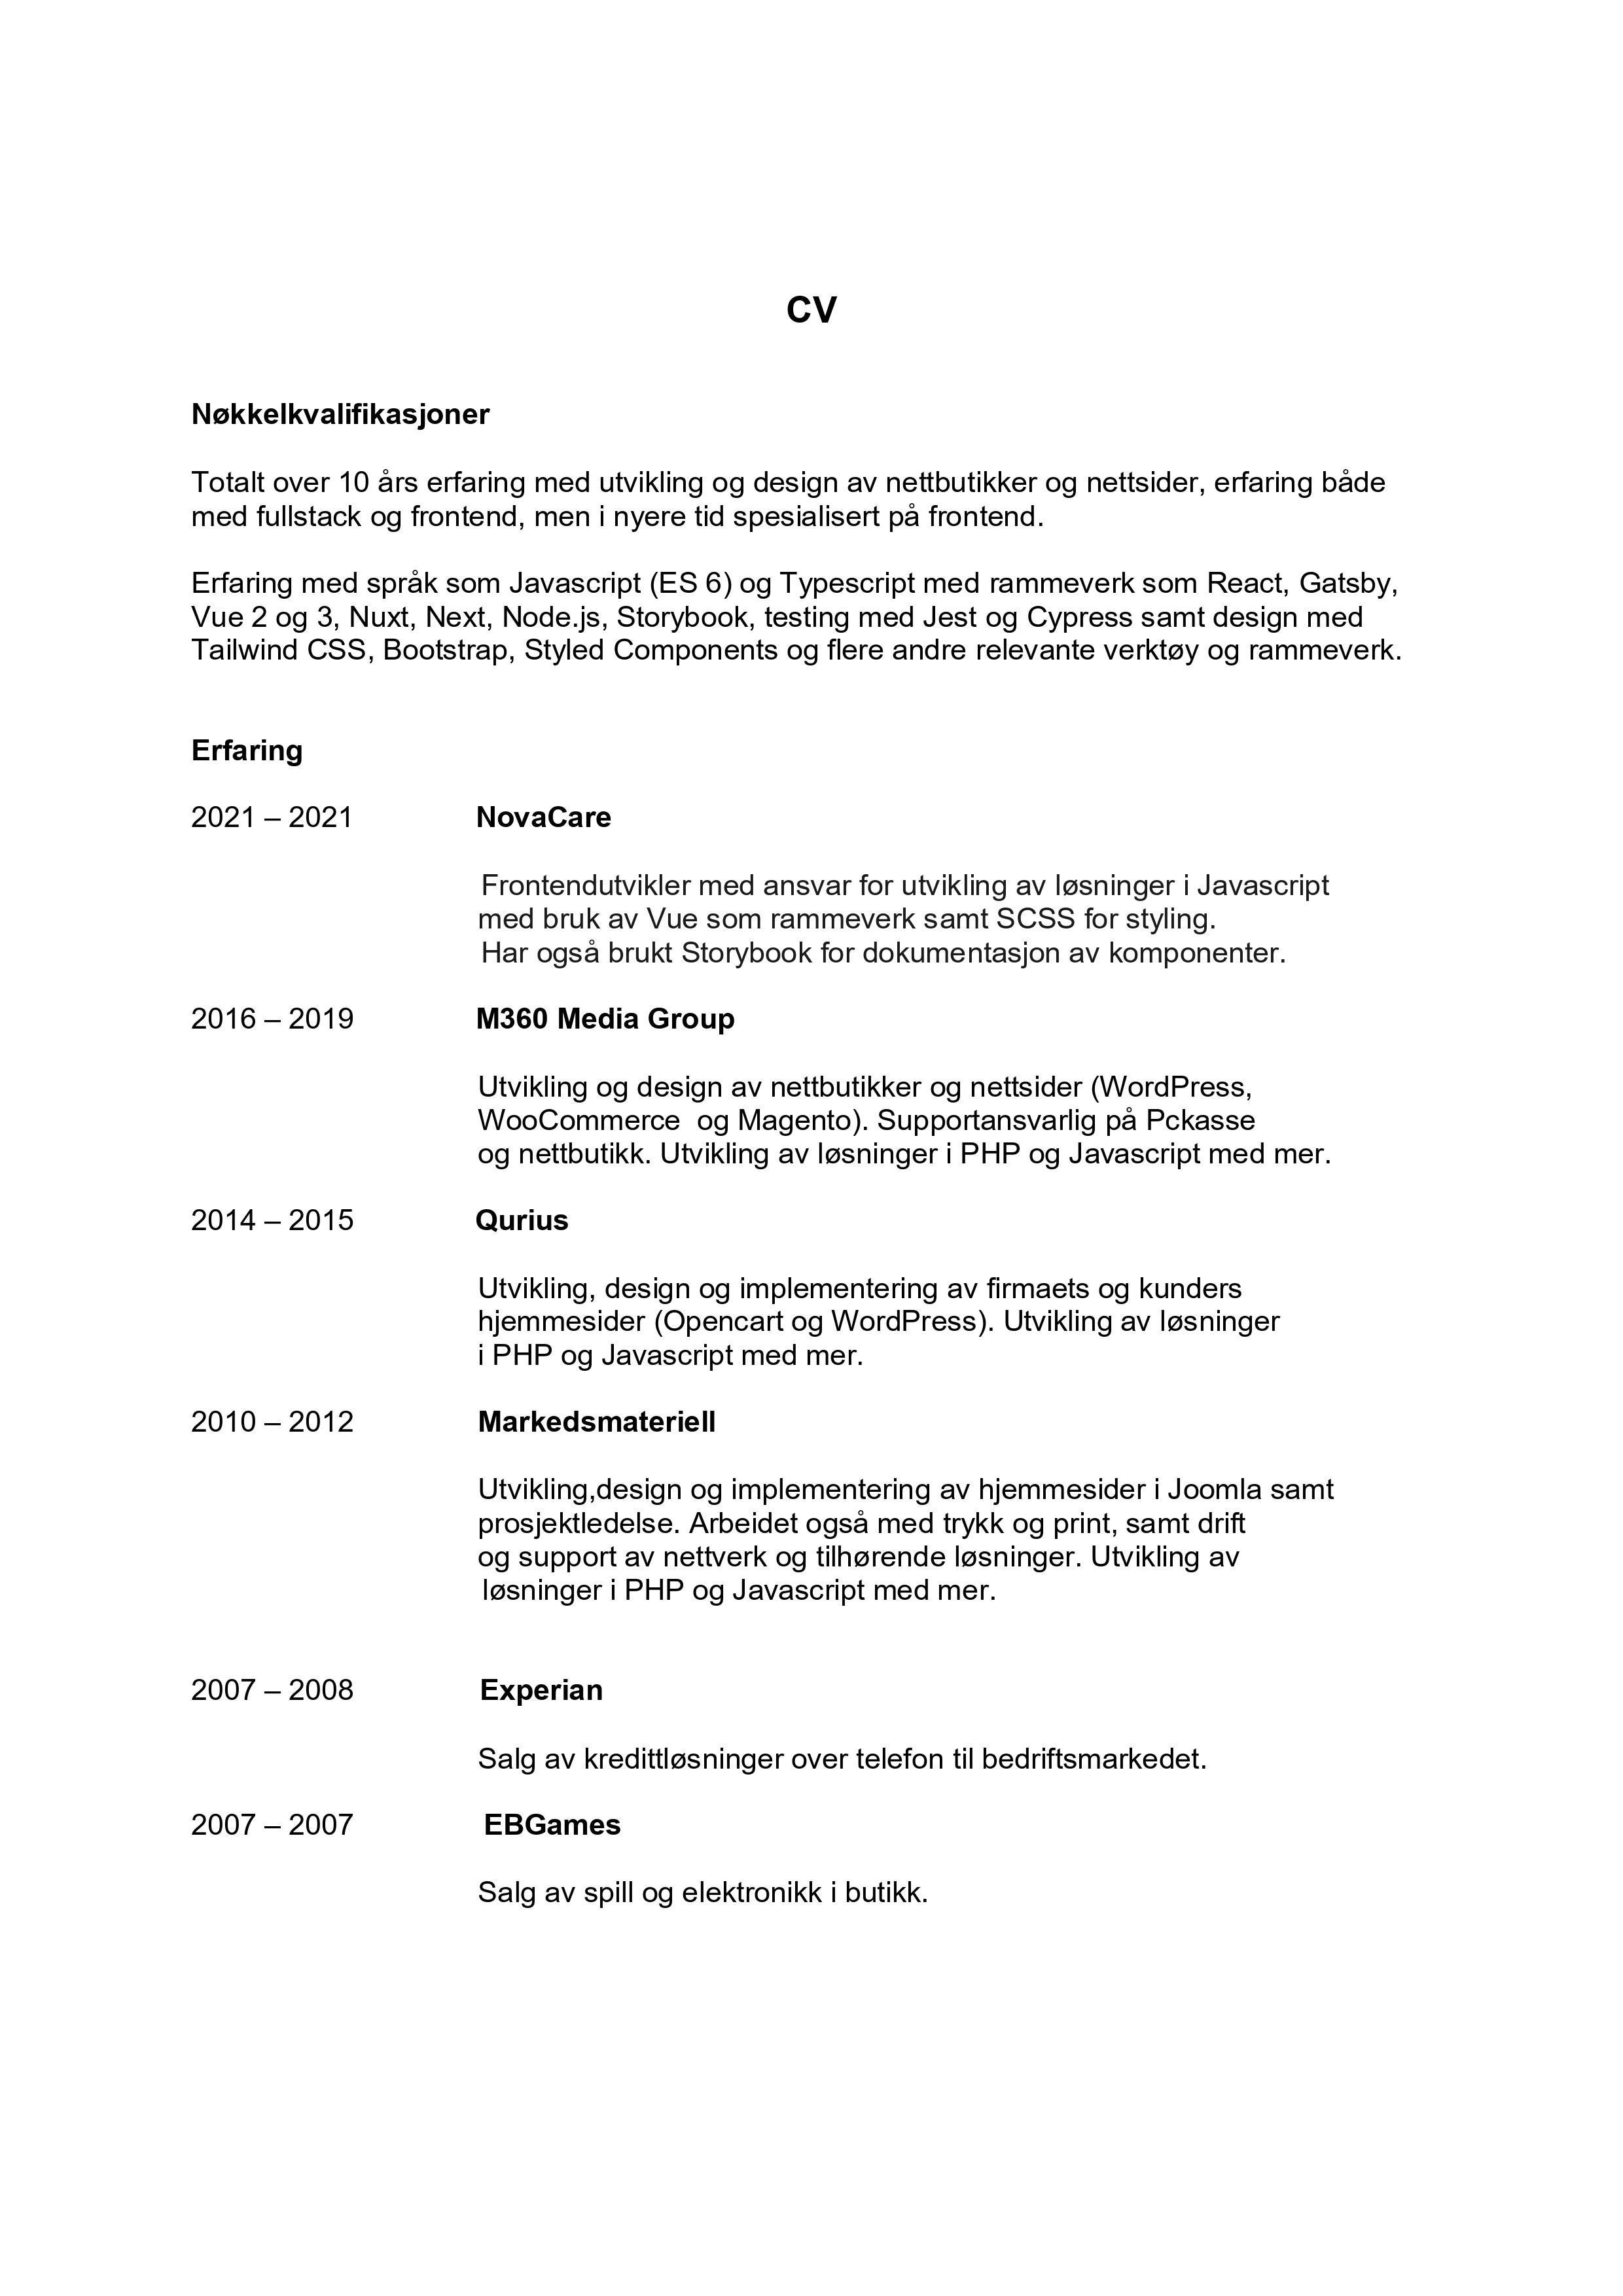 CV
Nøkkelkvalifikasjoner
Totalt over 10 års erfaring med utvikling og design av nettbutikker og nettsider, erfaring både
med fullstack og frontend, men i nyere tid spesialisert på frontend.
Erfaring med språk som Javascript (ES 6) og Typescript med rammeverk som React, Gatsby,
Vue 2 og 3, Nuxt, Next, Node.js, Storybook, testing med Jest og Cypress samt design med
Tailwind CSS, Bootstrap, Styled Components og flere andre relevante verktøy og rammeverk.
Erfaring
2021 – 2021 NovaCare
Frontendutvikler med ansvar for utvikling av løsninger i Javascript
med bruk av Vue som rammeverk samt SCSS for styling.
Har også brukt Storybook for dokumentasjon av komponenter.
2016 – 2019 M360 Media Group
Utvikling og design av nettbutikker og nettsider (WordPress,
WooCommerce  og Magento). Supportansvarlig på Pckasse
og nettbutikk. Utvikling av løsninger i PHP og Javascript med mer.
2014 – 2015 Qurius
Utvikling, design og implementering av firmaets og kunders
hjemmesider (Opencart og WordPress). Utvikling av løsninger
i PHP og Javascript med mer.
2010 – 2012 Markedsmateriell
Utvikling,design og implementering av hjemmesider i Joomla samt
prosjektledelse. Arbeidet også med trykk og print, samt drift
og support av nettverk og tilhørende løsninger. Utvikling av
løsninger i PHP og Javascript med mer.
2007 – 2008 Experian
Salg av kredittløsninger over telefon til bedriftsmarkedet.
2007 – 2007 EBGames
Salg av spill og elektronikk i butikk.